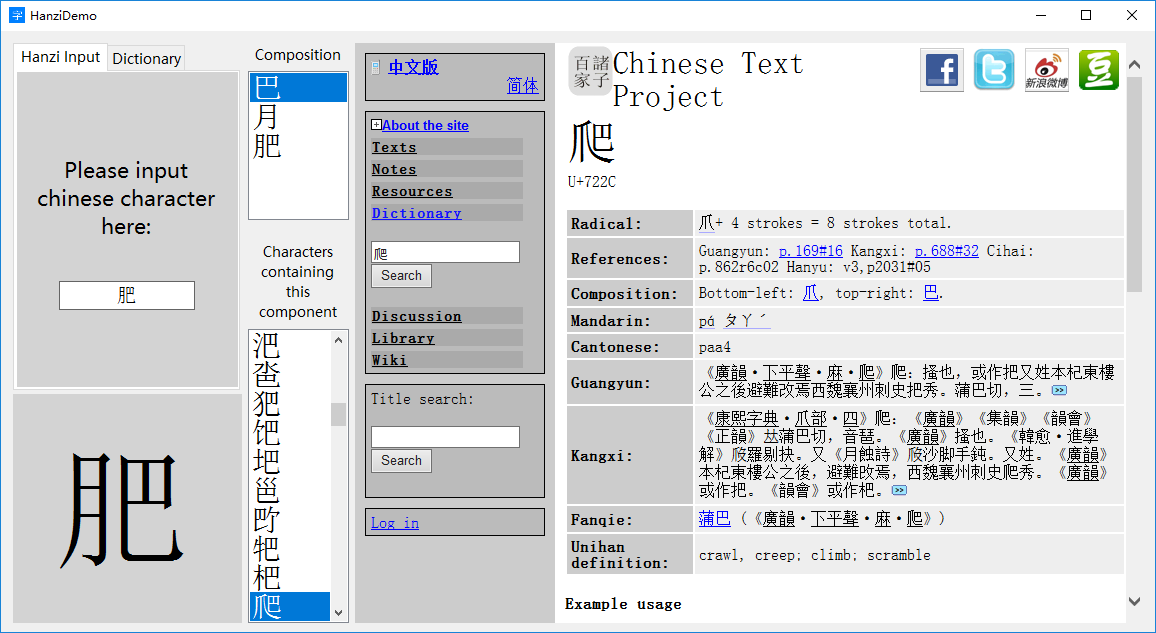 HanziDemo
Hanzi Input
Dictionary
Please input
chinese character
here:
肥
肥
Composition
巴
月
肥
Characters
containing
this
component
汜
岜
犯
饱
圯
邕
爬
中文版
简体
About the site
Texts
Notes
Resources
Dictionary
爬
Search
Discussion
Library
Wiki
Title search:
Search
Log in
諸子百家
Chinese Text
Project
新浪微博
豆
爬
U+722C
Radical: 爪+ 4 strokes = 8 strokes total.
References: Guangyun: p.169#16 Kangxi: p.688#32 Cihai:
p.862r6c02 Hanyu: v3,p2031#05
Composition: Bottom-left: 爪, top-right: 巴.
Mandarin: pá ㄆㄚˊ
Cantonese: paa4
Guangyun: 《廣韻·下平聲·麻·爬》爬：搔也，或作把又姓本杞東樓
公之後避難改焉西魏襄州刺史把秀。蒲巴切，三。
Kangxi: 《康熙字典·爪部·四》爬：《廣韻》《集韻》《韻會》
《正韻》𠀤蒲巴切，音琶。《廣韻》搔也。《韓愈·進學
解》爬羅剔抉。又《月蝕詩》爬沙脚手鈍。又姓。《廣韻》
本杞東樓公之後，避難改焉，西魏襄州刺史爬秀。《廣韻》
或作把。《韻會》或作杷。
Fanqie: 蒲巴 (《廣韻·下平聲·麻·爬》)
Unihan
definition: crawl, creep; climb; scramble
Example usage